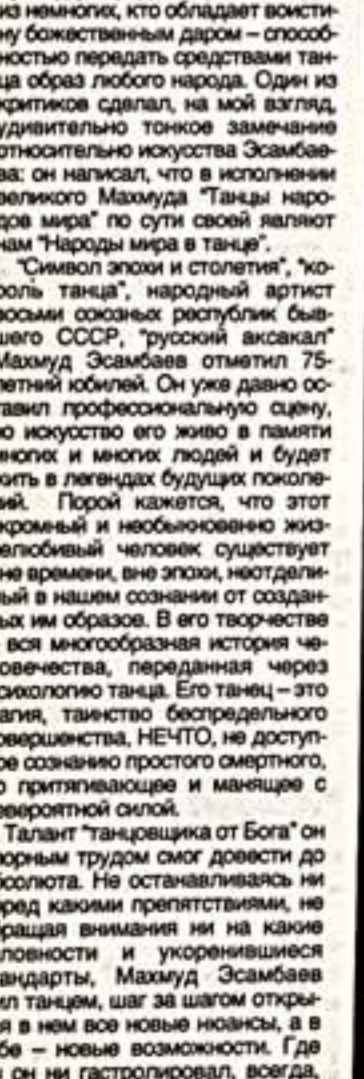 из немногих, кто обладает воисти-
ну божественным даром – способ-
ностью передать средствами тан-
ца образ любого народа. Один из
критиков сделал, на мой взгляд,
удивительно тонкое замечание
относительно искусства Эсамбае-
ва: он написал, что в исполнении
великого Махмуда "Танцы наро-
дов мира" по сути своей являют
нам "Народы мира в танце".
"Символ эпохи и столетия", "ко-
роль танца", народный артист
восьми союзных республик быв-
шего СССР, "русский аксакал"
Махмуд Эсамбаев отметил 75-
летний юбилей. Он уже давно ос-
тавил профессиональную сцену,
но искусство его живо в памяти
многих и многих людей и будет
жить в легендах будущих поколе-
ний. Порой кажется, что этот
скромный и необыкновенно жиз-
нелюбивый человек существует
вне времени, вне эпохи, неотдели-
мый в нашем сознании от создан-
ных им образов. В его творчестве
– вся многообразная история че-
ловечества, переданная через
психологию танца. Его танец – это
магия, таинство беспредельного
совершенства, НЕЧТО, не доступ-
ное сознанию простого смертного,
но притягивающее и манящее с
невероятной силой.
Талант "танцовщика от Бога" он
упорным трудом смог довести до
абсолюта. Не останавливаясь ни
перед какими препятствиями, не
обращая внимания ни на какие
условности и укоренившиеся
стандарты, Махмуд Эсамбаев
жил танцем, шаг за шагом откры-
вая в нем все новые нюансы, а в
себе – новые возможности. Где
бы он ни гастролировал, всегда,